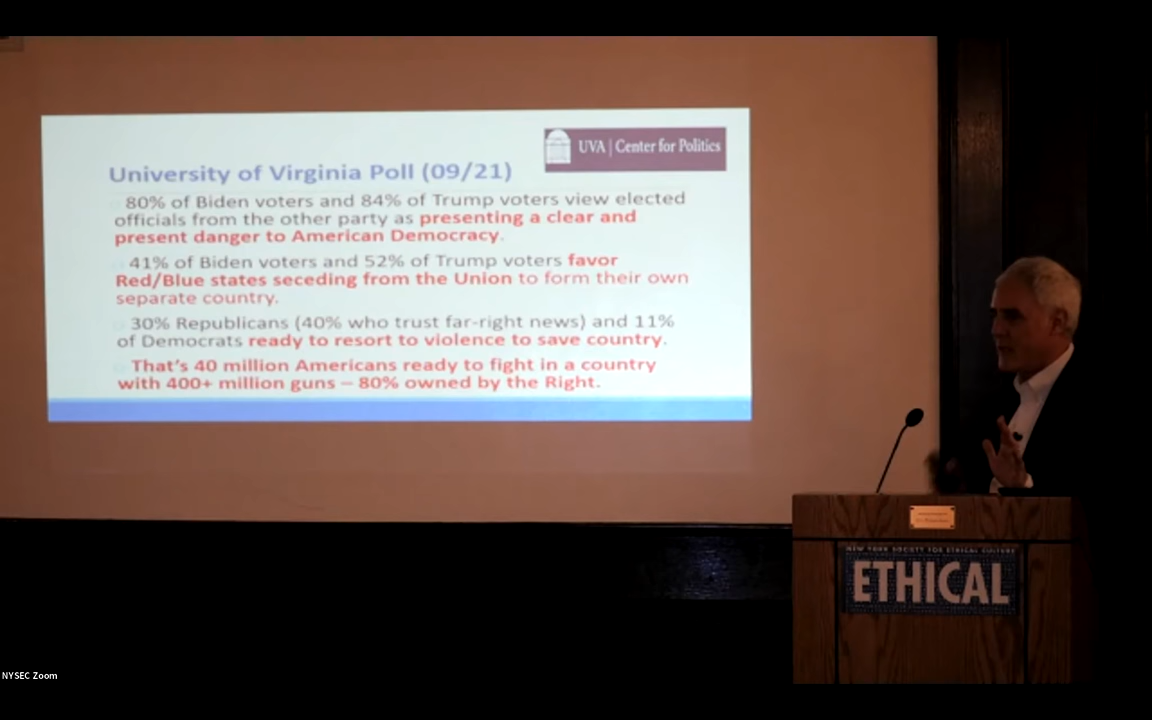 UVA | Center for Politics
University of Virginia Poll (09/21)
80% of Biden voters and 84% of Trump voters view elected
officials from the other party as presenting a clear and
present danger to American Democracy.
41% of Biden voters and 52% of Trump voters favor
Red/Blue states seceding from the Union to form their own
separate country.
30% Republicans (40% who trust far-right news) and 11%
of Democrats ready to resort to violence to save country.
That's 40 million Americans ready to fight in a country
with 400+ million guns – 80% owned by the Right.
NEW YORK SOCIETY FOR ETHICAL CULTURE
ETHICAL
NYSEC Zoom